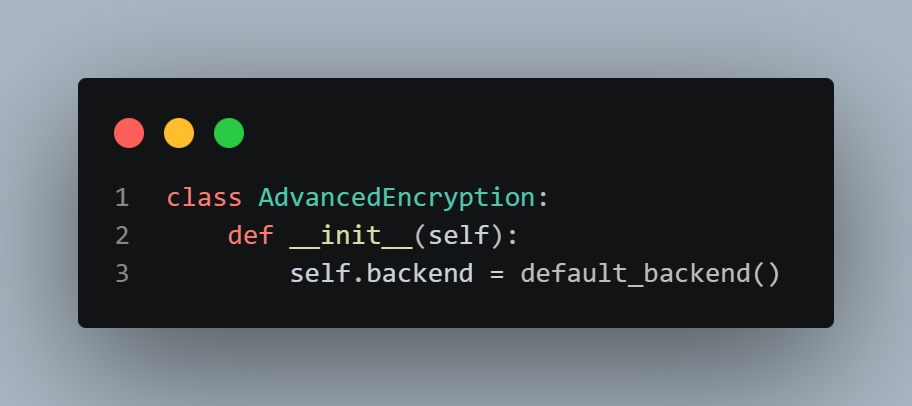 1 class AdvancedEncryption:
2     def __init__(self):
3         self.backend = default_backend()